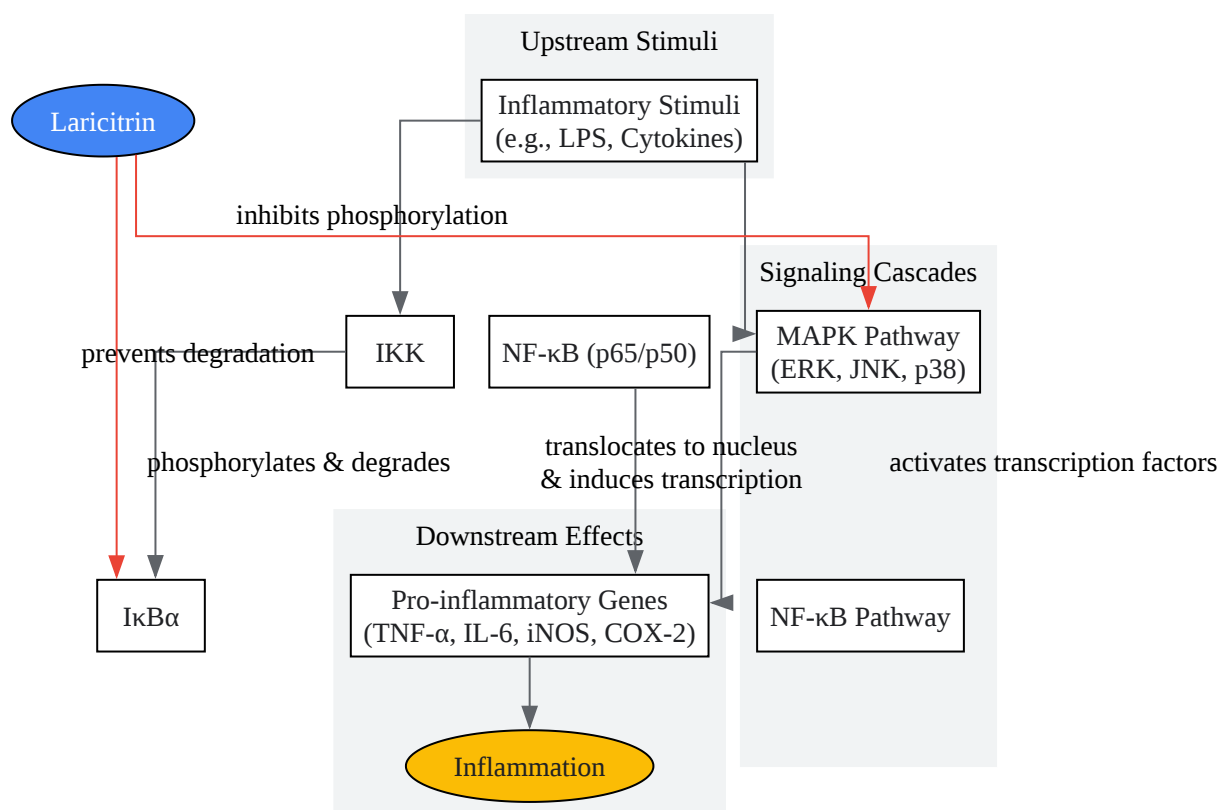 Upstream Stimuli
Laricitrin
Inflammatory Stimuli
(e.g., LPS, Cytokines)
inhibits phosphorylation
Signaling Cascades
prevents degradation
IKK
NF-κB (p65/p50)
MAPK Pathway
(ERK, JNK, p38)
phosphorylates & degrades
translocates to nucleus
& induces transcription
activates transcription factors
Downstream Effects
IκBα
Pro-inflammatory Genes
(TNF-α, IL-6, iNOS, COX-2)
NF-κB Pathway
Inflammation